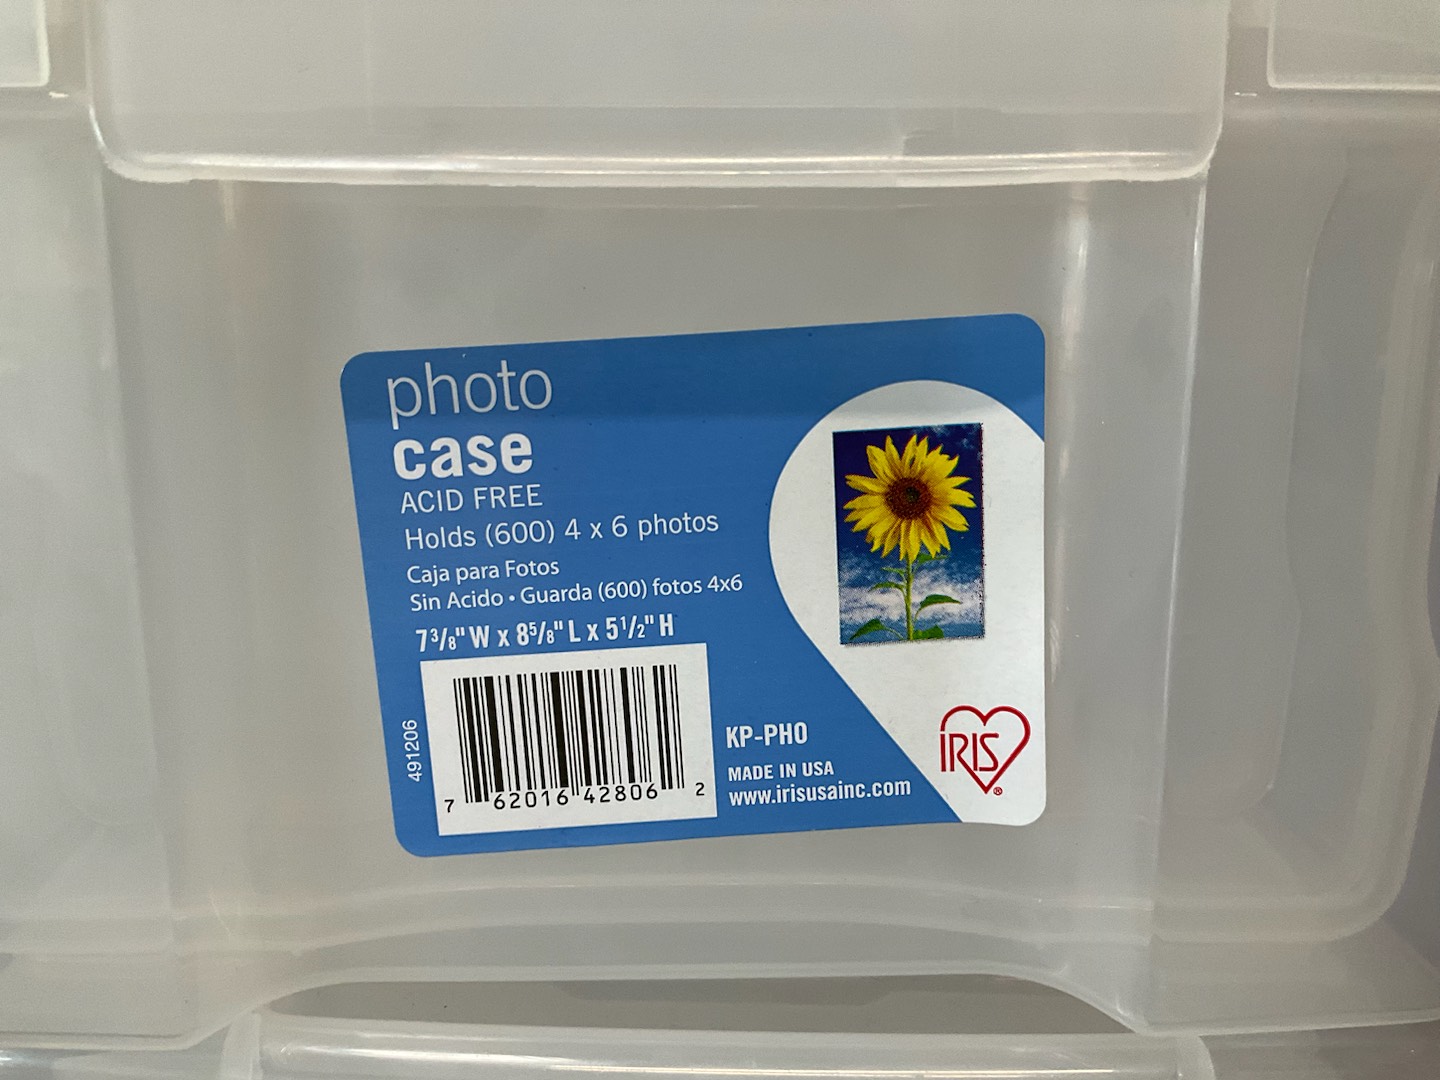 photo
case
ACID FREE
Holds (600) 4 x 6 photos
Caja para Fotos
Sin Acido • Guarda (600) fotos 4x6
7 3/8" W x 8 5/8" L x 5 1/2" H
491206
7 62016 42806 2
KP-PHO
MADE IN USA
www.irisusainc.com
IRIS®